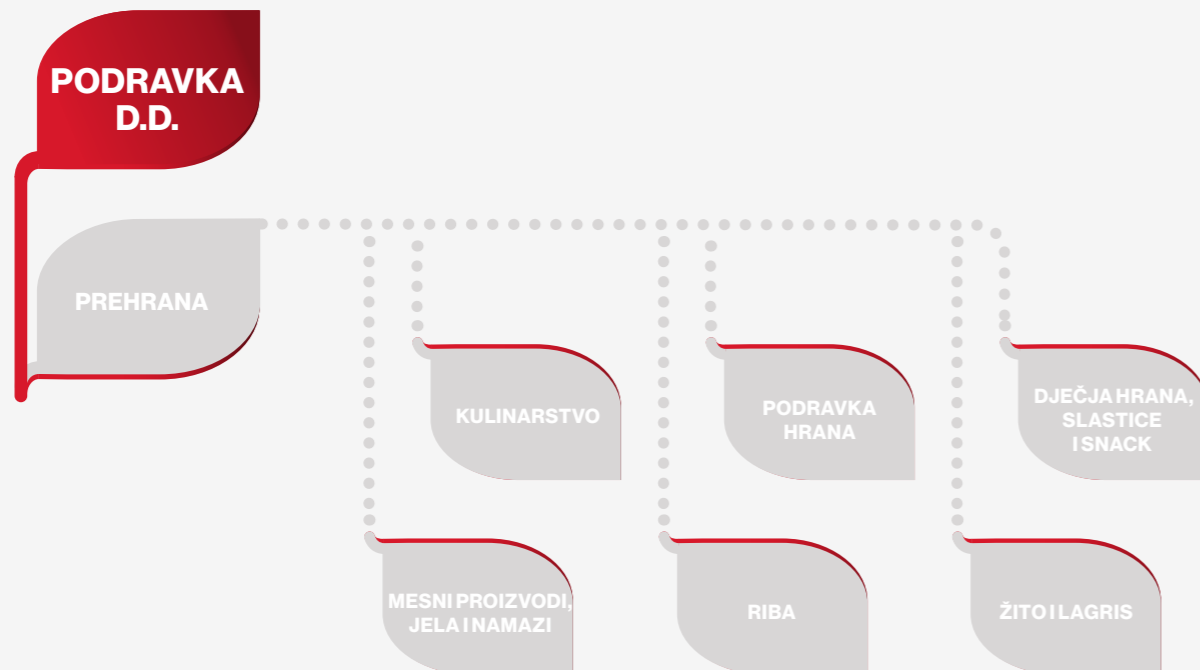 PODRAVKA
D.D.
PREHRANA
KULINARSTVO
PODRAVKA
HRANA
DJEČJA HRANA,
SLASTICE
I SNACK
MESNI PROIZVODI,
JELA I NAMAZI
RIBA
ŽITO I LAGRIS